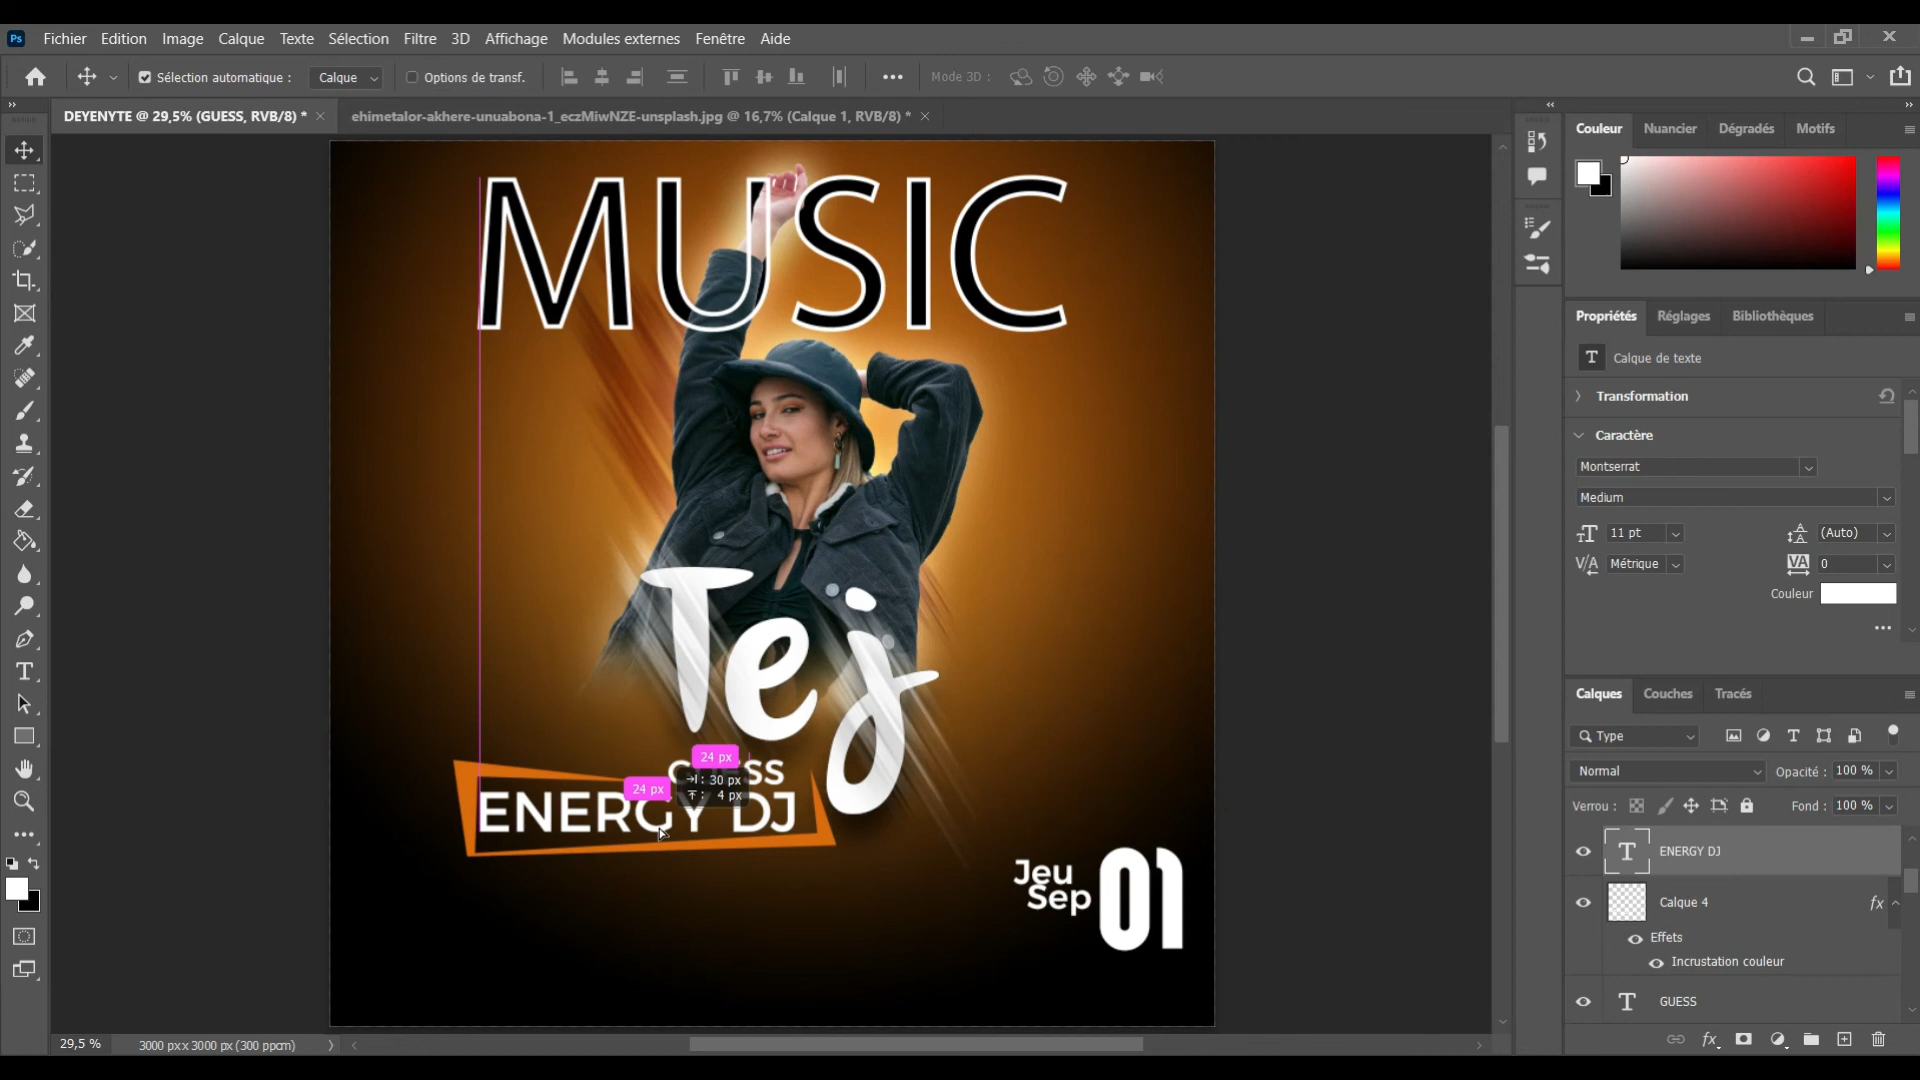 Ps Fichier Edition Image Calque Texte Sélection Filtre 3D Affichage Modules externes Fenêtre Aide
Sélection automatique : Calque Options de transf. Mode 3D :
DEYENYTE @ 29,5% (GUESS, RVB/8) * ehimetalor-akhere-unuabona-1_eczMiwNZE-unsplash.jpg @ 16,7% (Calque 1, RVB/8) *
MUSIC
Tej
24 px
GUESS
: 30 px
24 px
: 4 px
ENERGY DJ
Jeu
Sep
01
29,5 % 3000 px x 3000 px (300 ppcm)
Couleur Nuancier Dégradés Motifs
Propriétés Réglages Bibliothèques
T Calque de texte
Transformation
Caractère
Montserrat
Medium
11 pt (Auto)
Métrique 0
Couleur
Calques Couches Tracés
Type
Normal Opacité : 100 %
Verrou : Fond : 100 %
T ENERGY DJ
Calque 4 fx
Effets
Incrustation couleur
T GUESS
fx